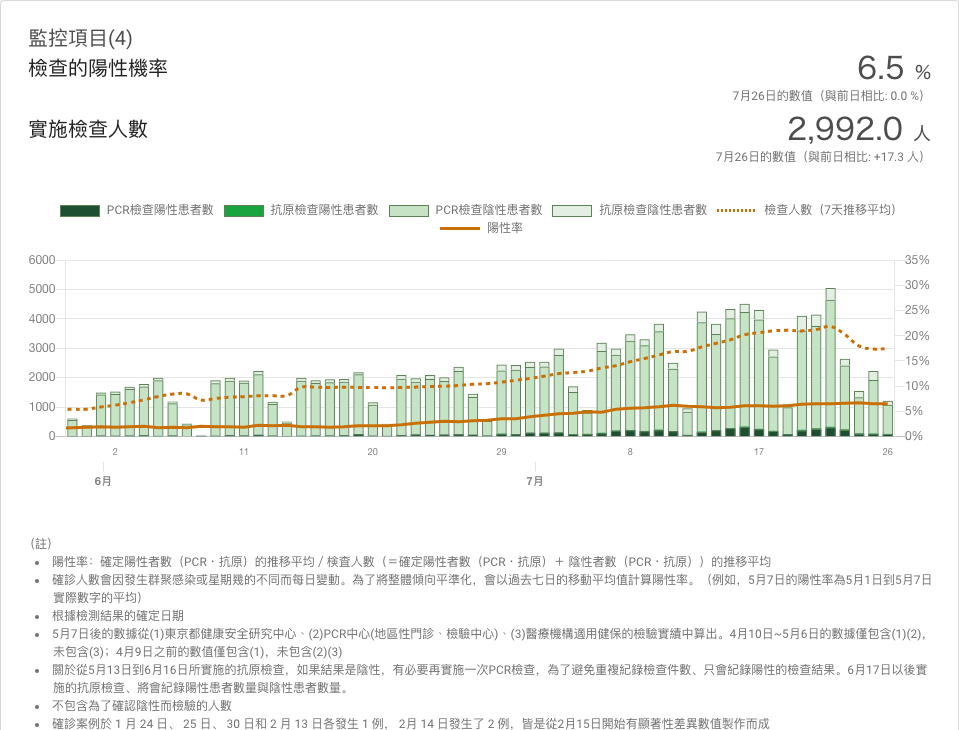 監控項目(4)
檢查的陽性機率
6.5 %
7月26日的數值（與前日相比: 0.0 %）
實施檢查人數
2,992.0 人
7月26日的數值（與前日相比: +17.3 人）
PCR檢查陽性患者數 抗原檢查陽性患者數 PCR檢查陰性患者數 抗原檢查陰性患者數 檢查人數（7天推移平均）
陽性率
6000 35%
5000 30%
4000 25%
3000 20%
2000 15%
1000 10%
0 5%
0%
2 11 20 29 8 17 26
6月 7月
（註）
陽性率：確定陽性者數（PCR・抗原）的推移平均 / 検査人數（＝確定陽性者數（PCR・抗原）＋ 陰性者數（PCR・抗原））的推移平均
確診人數會因發生群聚感染或星期幾的不同而每日變動。為了將整體傾向平準化，會以過去七日的移動平均值計算陽性率。（例如，5月7日的陽性率為5月1日到5月7日
實際數字的平均）
根據檢測結果的確定日期
5月7日後的數據從(1)東京都健康安全研究中心、(2)PCR中心(地區性門診、檢驗中心)、(3)醫療機構適用健保的檢驗實績中算出。4月10日~5月6日的數據僅包含(1)(2)，
未包含(3)；4月9日之前的數值僅包含(1)，未包含(2)(3)
關於從5月13日到6月16日所實施的抗原檢查，如果結果是陰性，有必要再實施一次PCR檢查，為了避免重複紀錄檢查件數、只會紀錄陽性的檢查結果。6月17日以後實
施的抗原檢查、將會紀錄陽性患者數量與陰性患者數量。
不包含為了確認陰性而檢驗的人數
確診案例於 1 月 24 日、 25 日、 30 日和 2 月 13 日各發生 1 例， 2月 14 日發生了 2 例，皆是從2月15日開始有顯著性差異數值製作而成